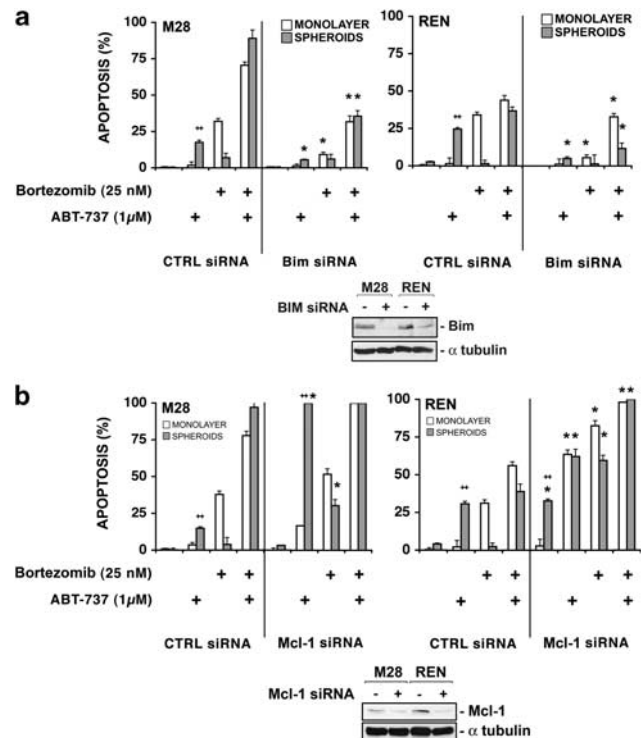 a
M28
MONOLAYER
SPHEROIDS
REN
MONOLAYER
SPHEROIDS
APOPTOSIS (%)
75
50
25
0
75
50
25
0
** * * * *
** * * * *
Bortezomib (25 nM) + + + + + + + +
ABT-737 (1µM) + + + + + + + +
CTRL siRNA Bim siRNA CTRL siRNA Bim siRNA
M28 REN
BIM siRNA - + - +
- Bim
- α tubulin
b
M28
MONOLAYER
SPHEROIDS
REN
MONOLAYER
SPHEROIDS
APOPTOSIS (%)
100
75
50
25
0
100
75
50
25
0
** ** * *
** ** * * * * * * *
Bortezomib (25 nM) + + + + + + + +
ABT-737 (1µM) + + + + + + + +
CTRL siRNA Mcl-1 siRNA CTRL siRNA Mcl-1 siRNA
M28 REN
Mcl-1 siRNA - + - +
- Mcl-1
- α tubulin